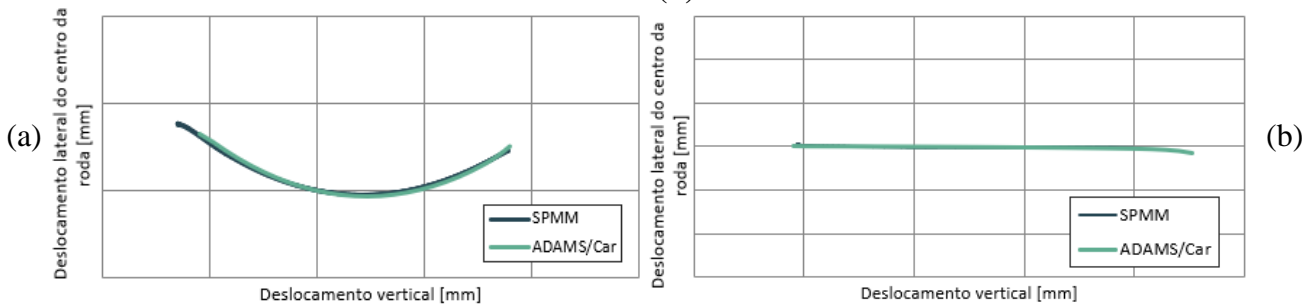 (a)
Deslocamento lateral do centro da
roda [mm]
SPMM
ADAMS/Car
Deslocamento vertical [mm]
Deslocamento lateral do centro da
roda [mm]
SPMM
ADAMS/Car
Deslocamento vertical [mm]
(b)